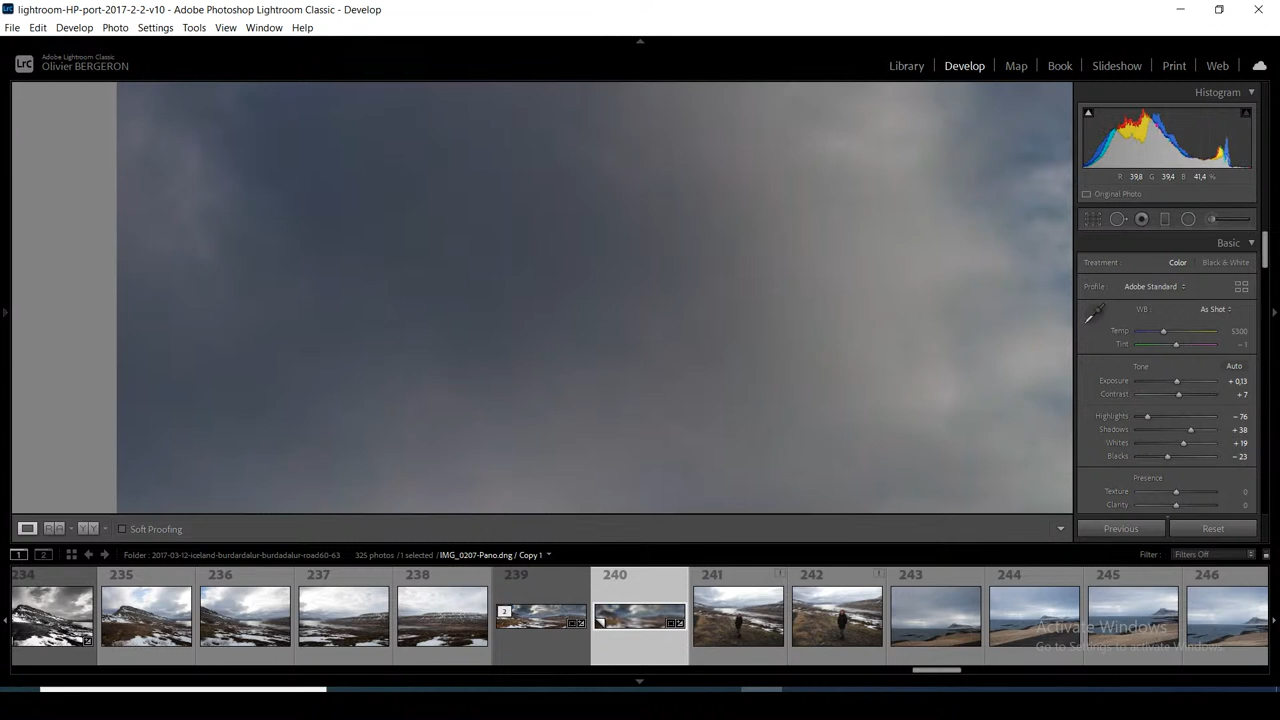 lightroom-HP-port-2017-2-2-v10 - Adobe Photoshop Lightroom Classic - Develop
File Edit Develop Photo Settings Tools View Window Help
Lrc
Adobe Lightroom Classic
Olivier BERGERON
Library Develop Map Book Slideshow Print Web
Histogram
R 39,8 G 39,4 B 41,4 %
Original Photo
Basic
Treatment : Color Black & White
Profile : Adobe Standard
WB : As Shot
Temp 5300
Tint – 1
Tone Auto
Exposure + 0,13
Contrast + 7
Highlights – 76
Shadows + 38
Whites + 19
Blacks – 23
Presence
Texture 0
Clarity 0
Previous Reset
R A Y Y Soft Proofing
1 2 Folder : 2017-03-12-iceland-burdardalur-burdadalur-road60-63 325 photos / 1 selected / IMG_0207-Pano.dng / Copy 1 Filter : Filters Off
234 235 236 237 238 239 240 241 242 243 244 245 246
2
Activate Windows
Go to Settings to activate Windows.